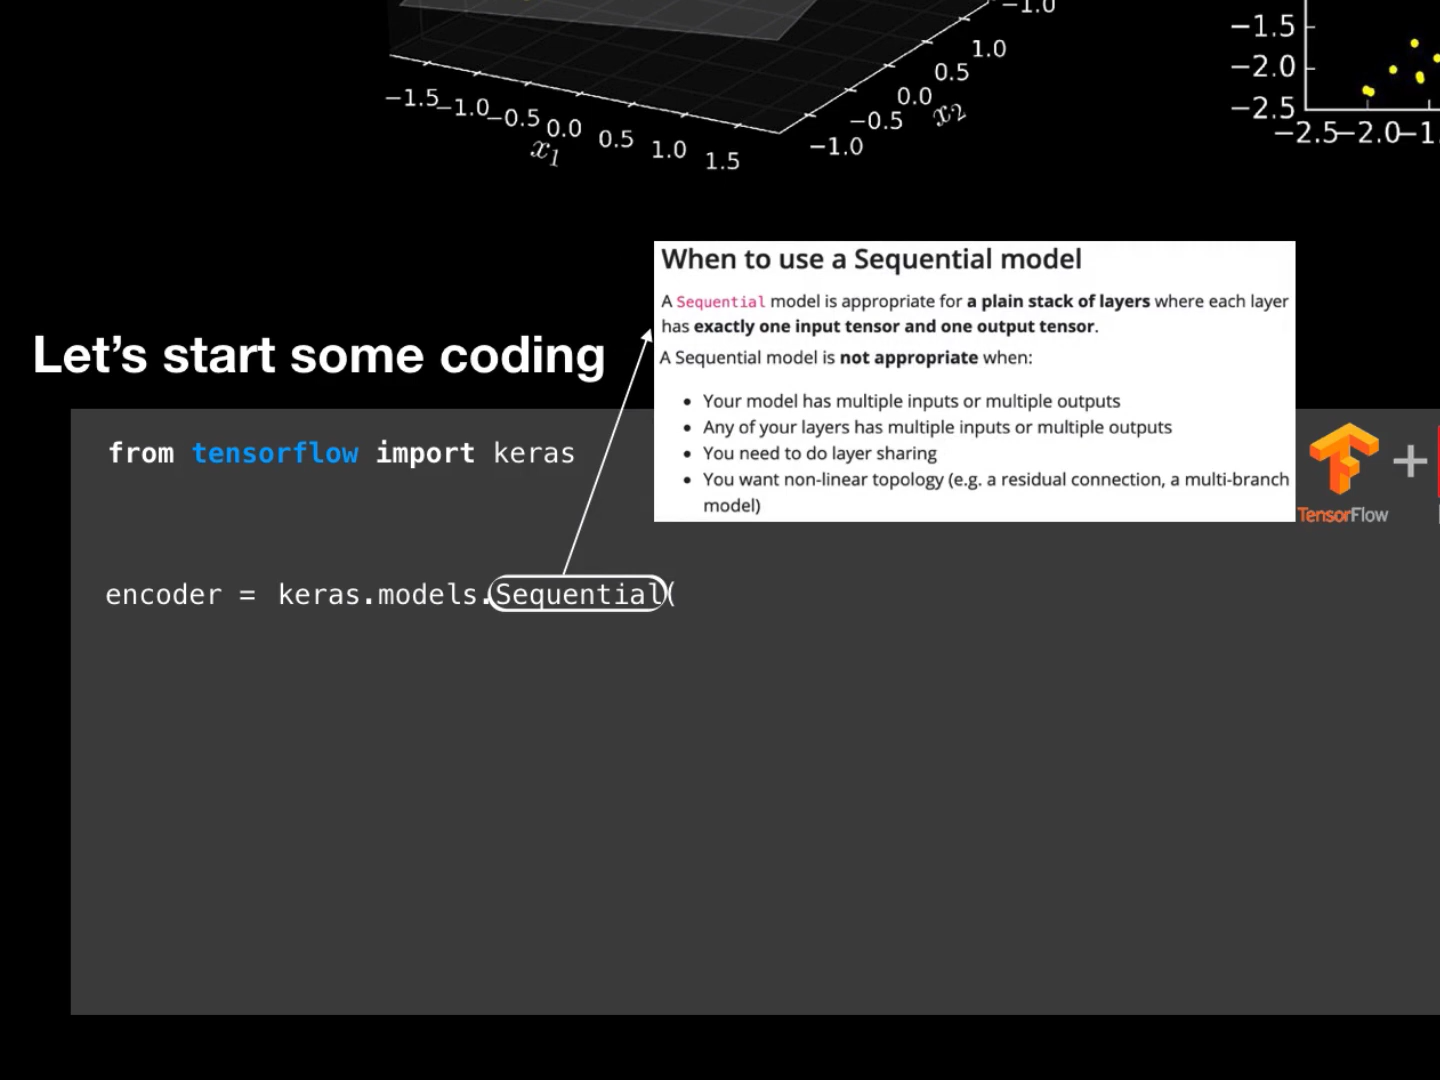 −1.0
1.0
0.5
0.0
−0.5
−1.0
x2
−1.5
−1.0
−0.5
0.0
0.5
1.0
1.5
x1
−1.5
−2.0
−2.5
−2.5
−2.0
−1.
When to use a Sequential model
A Sequential model is appropriate for a plain stack of layers where each layer
has exactly one input tensor and one output tensor.
A Sequential model is not appropriate when:
• Your model has multiple inputs or multiple outputs
• Any of your layers has multiple inputs or multiple outputs
• You need to do layer sharing
• You want non-linear topology (e.g. a residual connection, a multi-branch
model)
Let’s start some coding
from tensorflow import keras
TensorFlow
+
encoder = keras.models.Sequential(